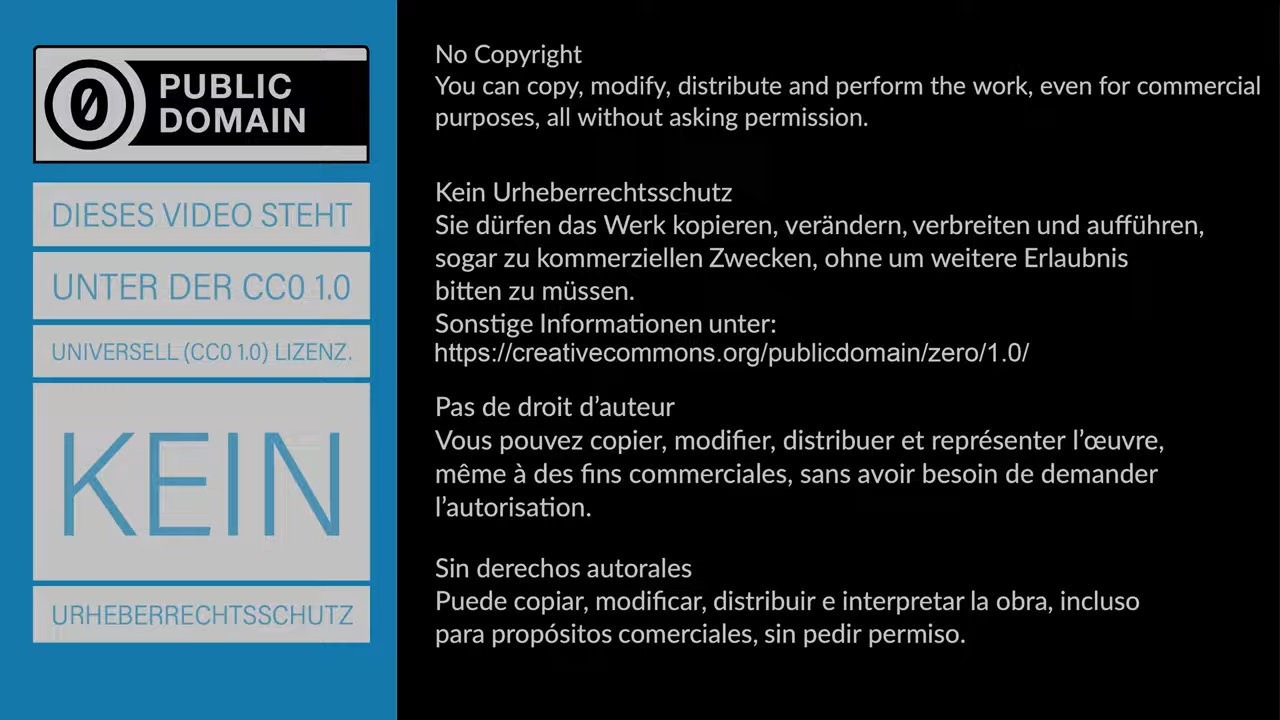 0 PUBLIC
DOMAIN
DIESES VIDEO STEHT
UNTER DER CC0 1.0
UNIVERSELL (CC0 1.0) LIZENZ.
KEIN
URHEBERRECHTSSCHUTZ
No Copyright
You can copy, modify, distribute and perform the work, even for commercial
purposes, all without asking permission.
Kein Urheberrechtsschutz
Sie dürfen das Werk kopieren, verändern, verbreiten und aufführen,
sogar zu kommerziellen Zwecken, ohne um weitere Erlaubnis
bitten zu müssen.
Sonstige Informationen unter:
https://creativecommons.org/publicdomain/zero/1.0/
Pas de droit d’auteur
Vous pouvez copier, modifier, distribuer et représenter l’œuvre,
même à des fins commerciales, sans avoir besoin de demander
l’autorisation.
Sin derechos autorales
Puede copiar, modificar, distribuir e interpretar la obra, incluso
para propósitos comerciales, sin pedir permiso.